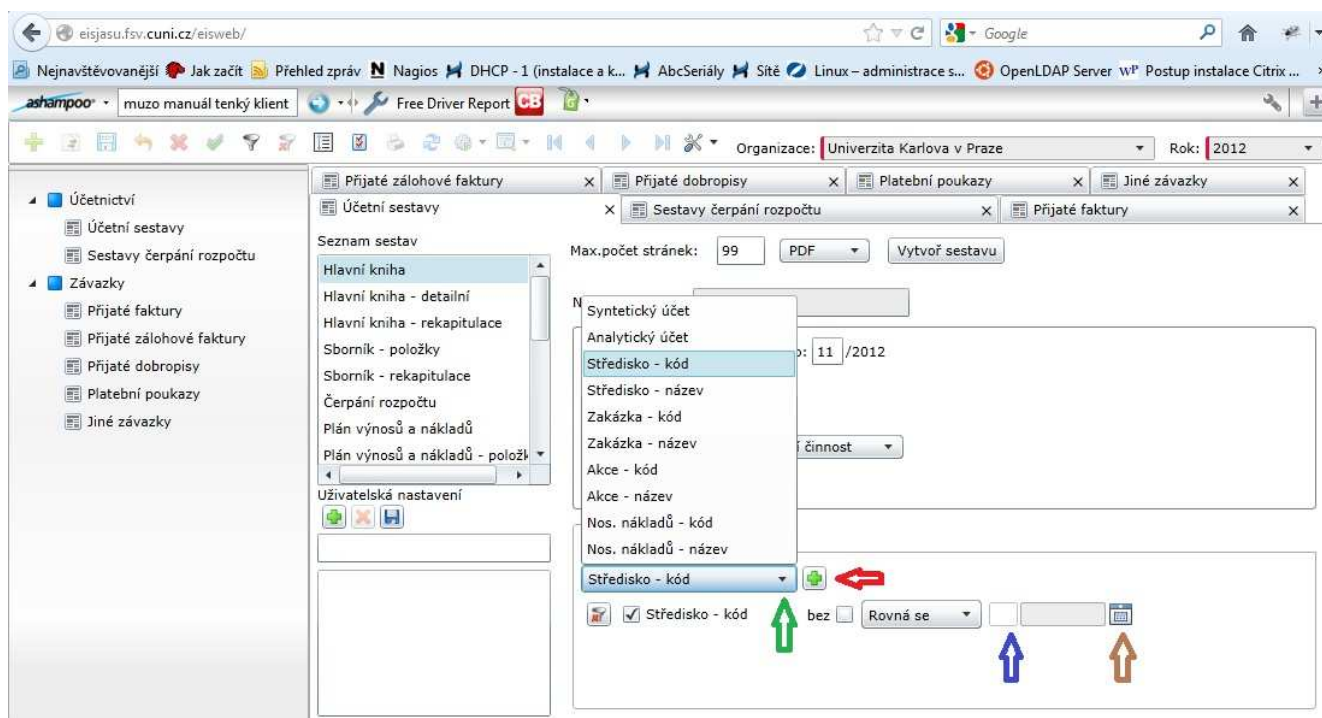 eisjasu.fsv.cuni.cz/eisweb/
Google
Nejnavštěvovanější Jak začít Přehled zpráv Nagios DHCP - 1 (instalace a k... AbcSeriály Sítě Linux – administrace s... OpenLDAP Server Postup instalace Citrix ...
ashampoo muzo manuál tenký klient Free Driver Report CB
Organizace: Univerzita Karlova v Praze Rok: 2012
Přijaté zálohové faktury x Přijaté dobropisy x Platební poukazy x Jiné závazky x
Účetní sestavy x Sestavy čerpání rozpočtu x Přijaté faktury x
Účetnictví
Účetní sestavy
Sestavy čerpání rozpočtu
Závazky
Přijaté faktury
Přijaté zálohové faktury
Přijaté dobropisy
Platební poukazy
Jiné závazky
Seznam sestav
Hlavní kniha
Hlavní kniha - detailní
Hlavní kniha - rekapitulace
Sborník - položky
Sborník - rekapitulace
Čerpání rozpočtu
Plán výnosů a nákladů
Plán výnosů a nákladů - položk
Uživatelská nastavení
Max.počet stránek: 99 PDF Vytvoř sestavu
N
Syntetický účet
Analytický účet
Středisko - kód
Středisko - název
Zakázka - kód
Zakázka - název
Akce - kód
Akce - název
Nos. nákladů - kód
Nos. nákladů - název
o: 11 /2012
í činnost
Středisko - kód
Středisko - kód bez Rovná se